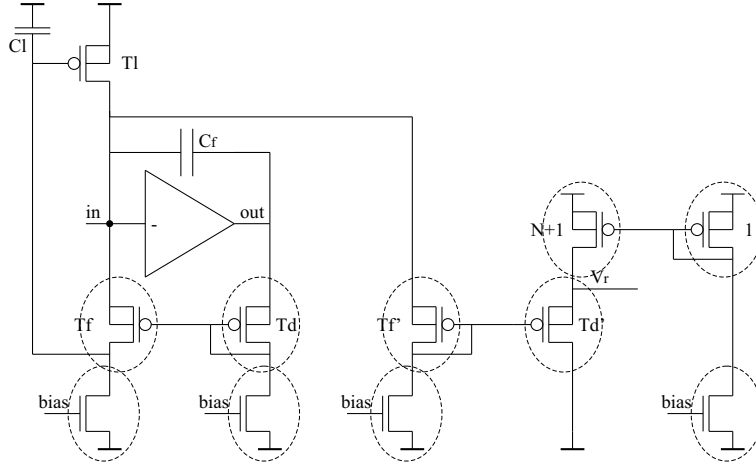 Cl
Tl
Cf
in
-
out
N+1
1
Vr
Tf
Td
Tf'
Td'
bias
bias
bias
bias